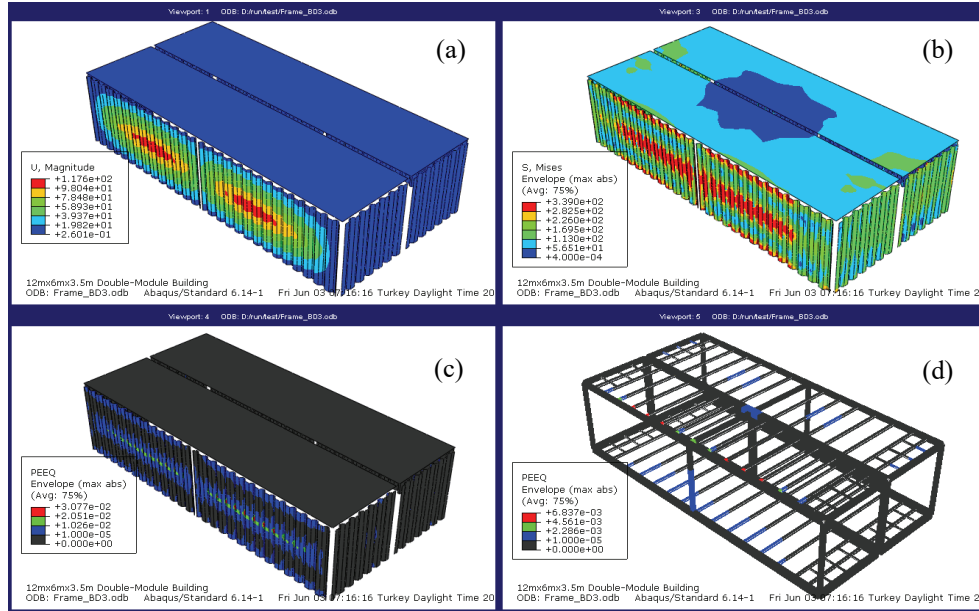 Viewport: 1 ODB: D:/run/test/Frame_BD3.odb
(a)
U, Magnitude
+1.176e+02
+9.804e+01
+7.848e+01
+5.893e+01
+3.937e+01
+1.982e+01
+2.601e-01
12mx6mx3.5m Double-Module Building
ODB: Frame_BD3.odb Abaqus/Standard 6.14-1 Fri Jun 03 07:16:16 Turkey Daylight Time 20
Viewport: 3 ODB: D:/run/test/Frame_BD3.odb
(b)
S, Mises
Envelope (max abs)
(Avg: 75%)
+3.390e+02
+2.825e+02
+2.260e+02
+1.695e+02
+1.130e+02
+5.651e+01
+4.000e-04
12mx6mx3.5m Double-Module Building
ODB: Frame_BD3.odb Abaqus/Standard 6.14-1 Fri Jun 03 07:16:16 Turkey Daylight Time 2
Viewport: 4 ODB: D:/run/test/Frame_BD3.odb
(c)
PEEQ
Envelope (max abs)
(Avg: 75%)
+3.077e-02
+2.051e-02
+1.026e-02
+1.000e-05
+0.000e+00
12mx6mx3.5m Double-Module Building
ODB: Frame_BD3.odb Abaqus/Standard 6.14-1 Fri Jun 03 07:16:16 Turkey Daylight Time 20
Viewport: 5 ODB: D:/run/test/Frame_BD3.odb
(d)
PEEQ
Envelope (max abs)
(Avg: 75%)
+6.837e-03
+4.561e-03
+2.286e-03
+1.000e-05
+0.000e+00
12mx6mx3.5m Double-Module Building
ODB: Frame_BD3.odb Abaqus/Standard 6.14-1 Fri Jun 03 07:16:16 Turkey Daylight Time 2